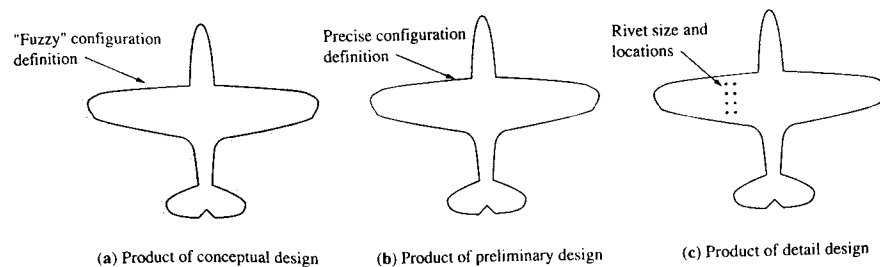 "Fuzzy" configuration
definition
Precise configuration
definition
Rivet size and
locations
(a) Product of conceptual design
(b) Product of preliminary design
(c) Product of detail design